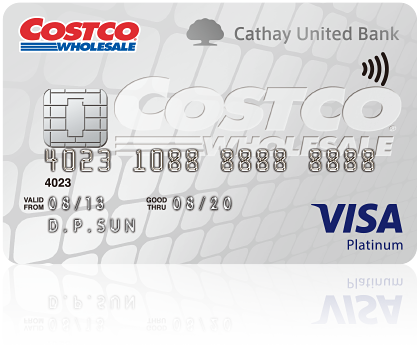 COSTCO
WHOLESALE
Cathay United Bank
COSTCO
WHOLESALE
4023 1088 8888 8888
4023
VALID FROM 08/18 GOOD THRU 08/20
D.P.SUN
VISA
Platinum